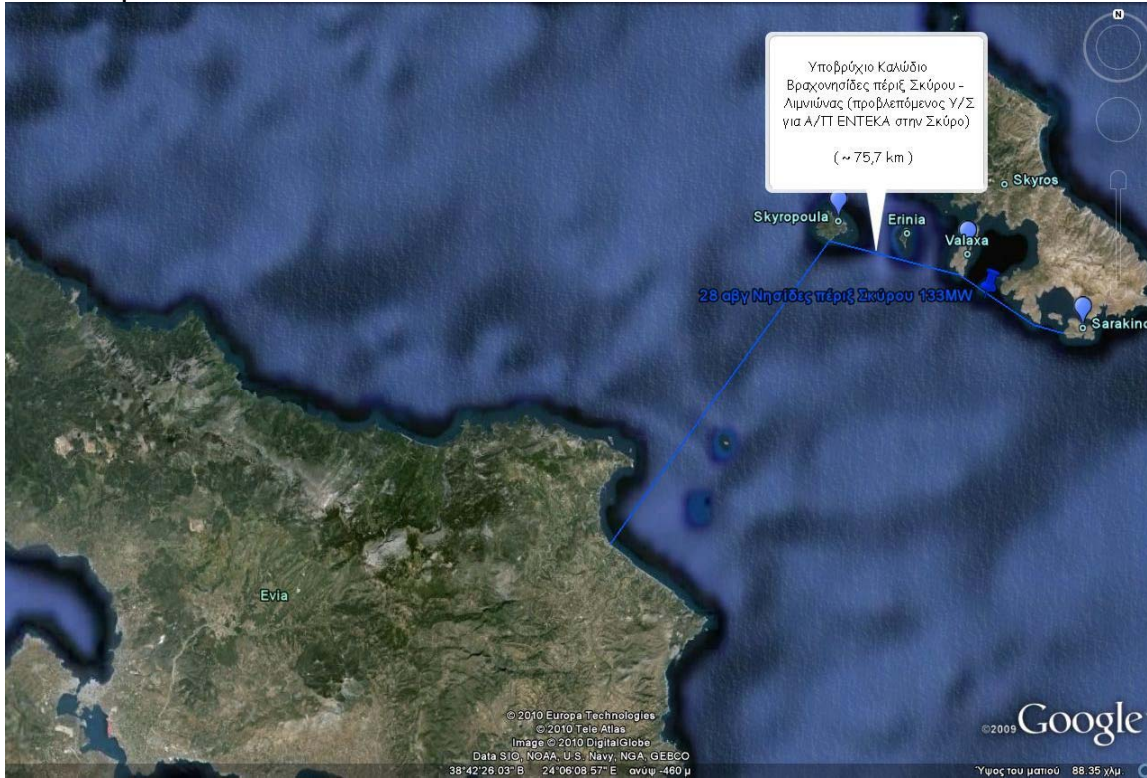 N
Υποβρύχιο Καλώδιο
Βραχονησίδες πέριξ Σκύρου -
Λιμνιώνας (προβλεπόμενος Υ/Σ
για Α/Π ΕΝΤΕΚΑ στην Σκύρο)
( ~ 75,7 km )
Skyros
Skyropoula
Erinia
Valaxa
28 αβγ Νησίδες πέριξ Σκύρου 133MW
Sarakino
Evia
© 2010 Europa Technologies
© 2010 Tele Atlas
Image © 2010 DigitalGlobe
Data SIO, NOAA, U.S. Navy, NGA, GEBCO
©2009 Google
38°42'26.03" Β 24°06'08.57" Ε ανύψ -460 μ
Ύψος του ματιού 88.35 χλμ.